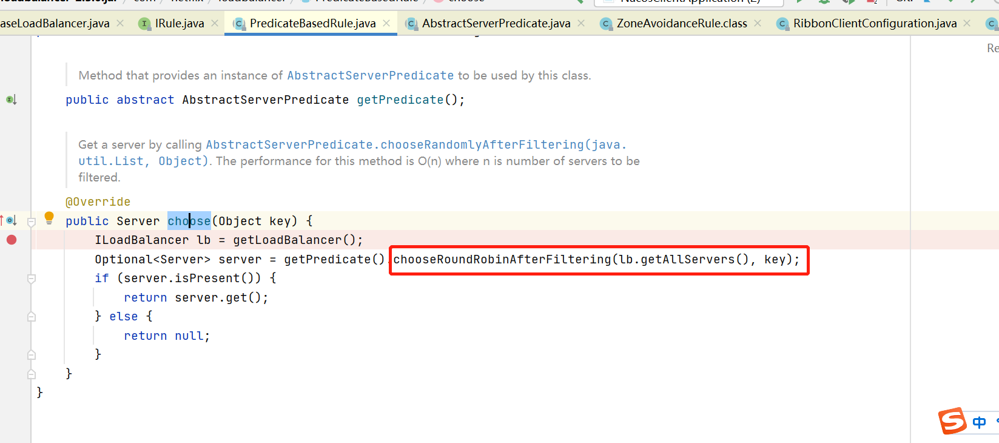 NacosClientApplication (2)
aseLoadBalancer.java IRule.java PredicateBasedRule.java AbstractServerPredicate.java ZoneAvoidanceRule.class RibbonClientConfiguration.java
Re
Method that provides an instance of AbstractServerPredicate to be used by this class.
public abstract AbstractServerPredicate getPredicate();
Get a server by calling AbstractServerPredicate.chooseRandomlyAfterFiltering(java.
util.List, Object). The performance for this method is O(n) where n is number of servers to be
filtered.
@Override
public Server choose(Object key) {
ILoadBalancer lb = getLoadBalancer();
Optional<Server> server = getPredicate().chooseRoundRobinAfterFiltering(lb.getAllServers(), key);
if (server.isPresent()) {
return server.get();
} else {
return null;
}
}
}
中